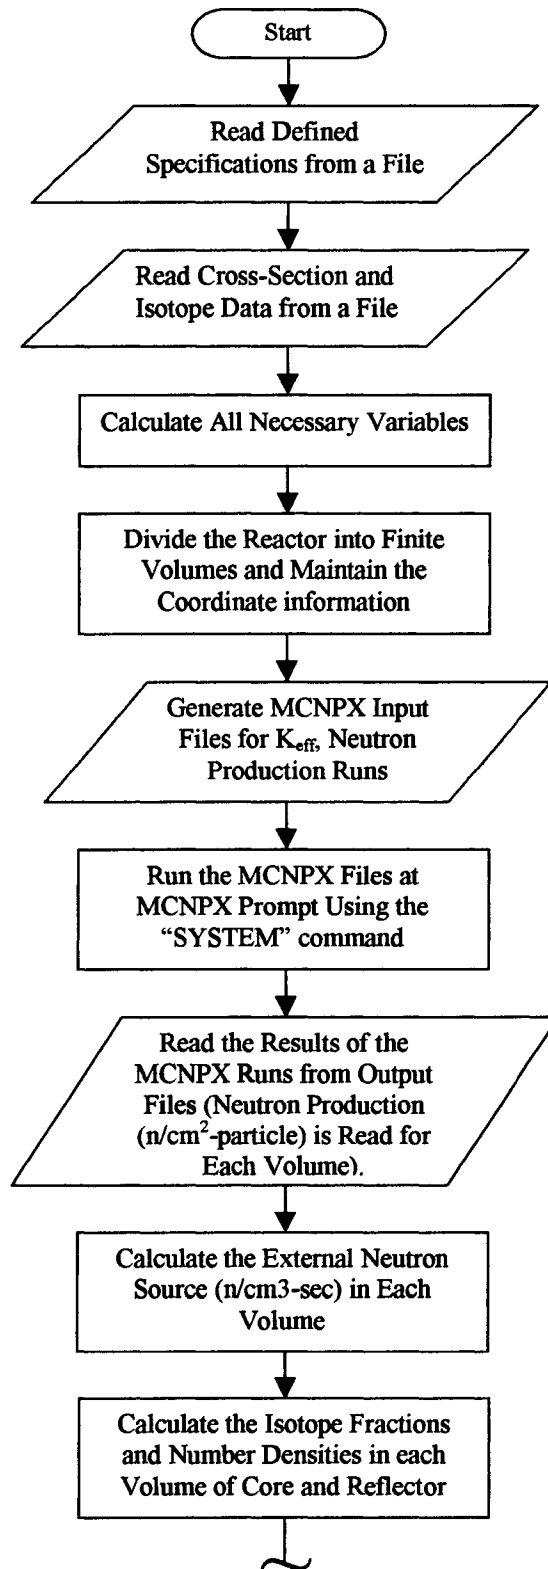 Start
Read Defined
Specifications from a File
Read Cross-Section and
Isotope Data from a File
Calculate All Necessary Variables
Divide the Reactor into Finite
Volumes and Maintain the
Coordinate information
Generate MCNPX Input
Files for K_eff, Neutron
Production Runs
Run the MCNPX Files at
MCNPX Prompt Using the
“SYSTEM” command
Read the Results of the
MCNPX Runs from Output
Files (Neutron Production
(n/cm²-particle) is Read for
Each Volume).
Calculate the External Neutron
Source (n/cm3-sec) in Each
Volume
Calculate the Isotope Fractions
and Number Densities in each
Volume of Core and Reflector